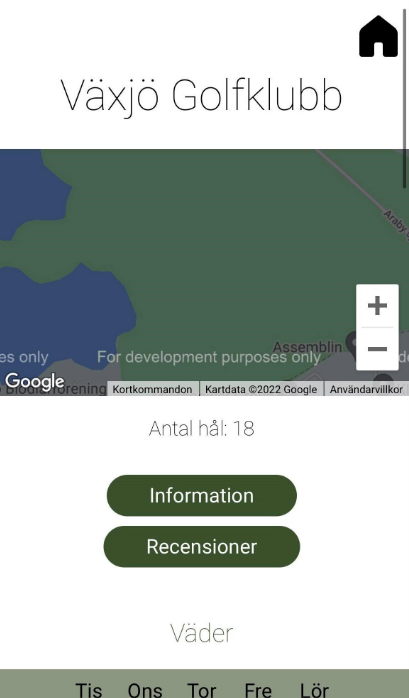 Växjö Golfklubb
Araby
Assemblin
es only
For development purposes only
Google
Kortkommandon
Kartdata ©2022 Google
Användarvillkor
Antal hål: 18
Information
Recensioner
Väder
Tis Ons Tor Fre Lör